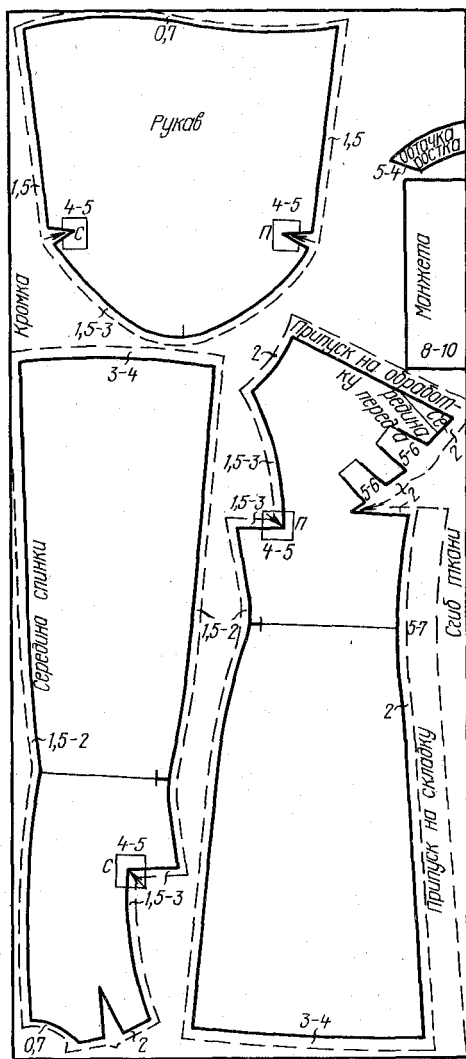 0,7
Рукав
1,5
1,5
4-5
С
4-5
П
1,5-3
Кромка
Обтачка
ростка
5-4
Манжета
8-10
3-4
2
Припуск на обработ-
ку переда
Середина
2
5-6
5-6
2
1,5-3
1,5-3
П
4-5
Середина спинки
1,5-2
1,5-2
5-7
2
Сгиб ткани
Припуск на складку
4-5
С
1,5-3
0,7
2
3-4